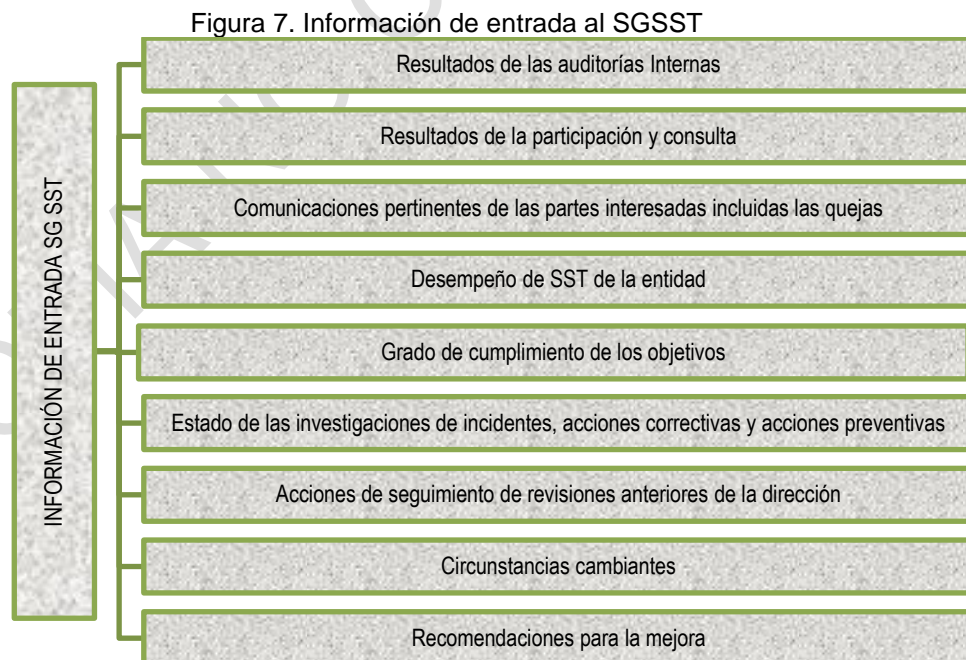 Figura 7. Información de entrada al SGSST
INFORMACIÓN DE ENTRADA SG SST
Resultados de las auditorías Internas
Resultados de la participación y consulta
Comunicaciones pertinentes de las partes interesadas incluidas las quejas
Desempeño de SST de la entidad
Grado de cumplimiento de los objetivos
Estado de las investigaciones de incidentes, acciones correctivas y acciones preventivas
Acciones de seguimiento de revisiones anteriores de la dirección
Circunstancias cambiantes
Recomendaciones para la mejora